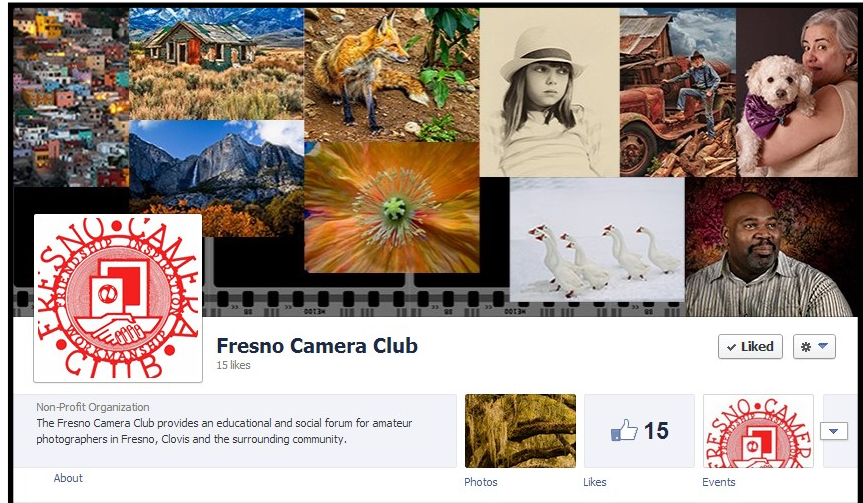 FRESNO CAMERA CLUB
FRIENDSHIP INSPIRATION
WORKMANSHIP
Fresno Camera Club
15 likes
Liked
Non-Profit Organization
The Fresno Camera Club provides an educational and social forum for amateur
photographers in Fresno, Clovis and the surrounding community.
About
15
Photos
Likes
FRESNO CAMER
Events